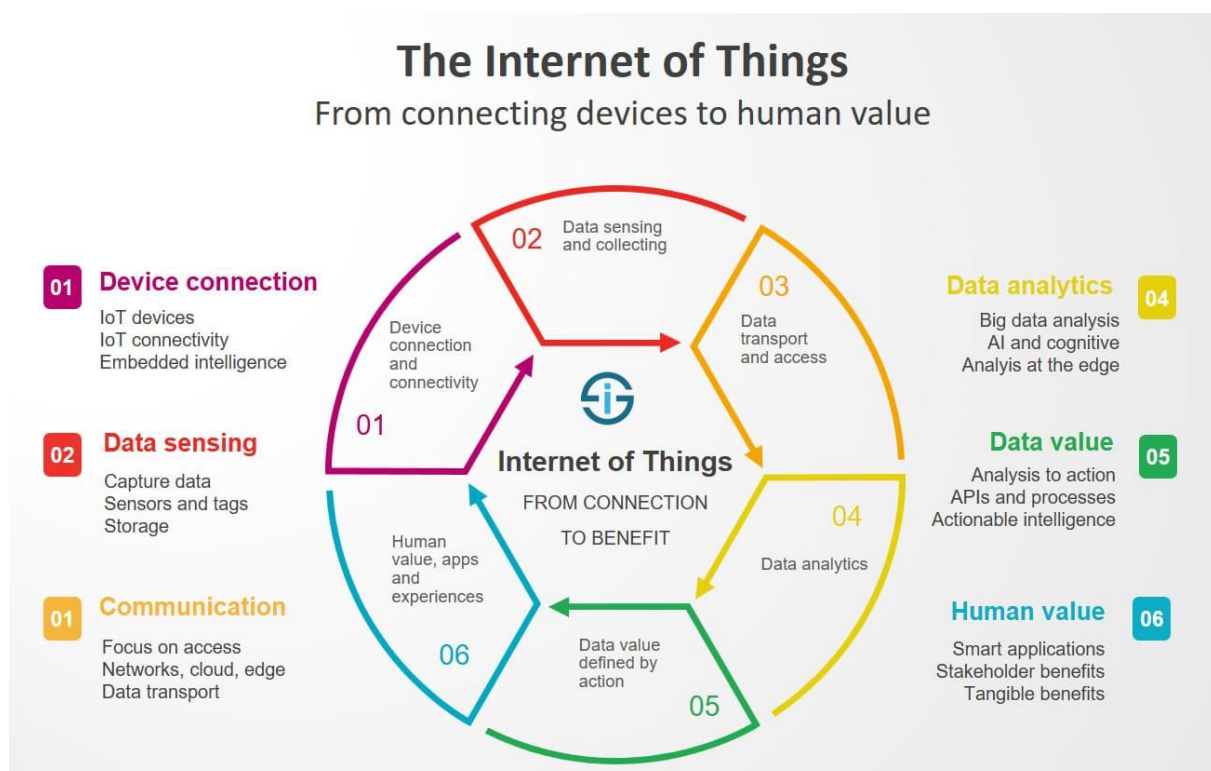 The Internet of Things
From connecting devices to human value
01
Device connection
IoT devices
IoT connectivity
Embedded intelligence
02
Data sensing
Capture data
Sensors and tags
Storage
01
Communication
Focus on access
Networks, cloud, edge
Data transport
Device
connection
and
connectivity
01
02
Data sensing
and collecting
03
Data
transport
and access
04
Data analytics
Data value
defined by
action
05
Human
value, apps
and
experiences
06
Internet of Things
FROM CONNECTION
TO BENEFIT
Data analytics
04
Big data analysis
AI and cognitive
Analyis at the edge
Data value
05
Analysis to action
APIs and processes
Actionable intelligence
Human value
06
Smart applications
Stakeholder benefits
Tangible benefits